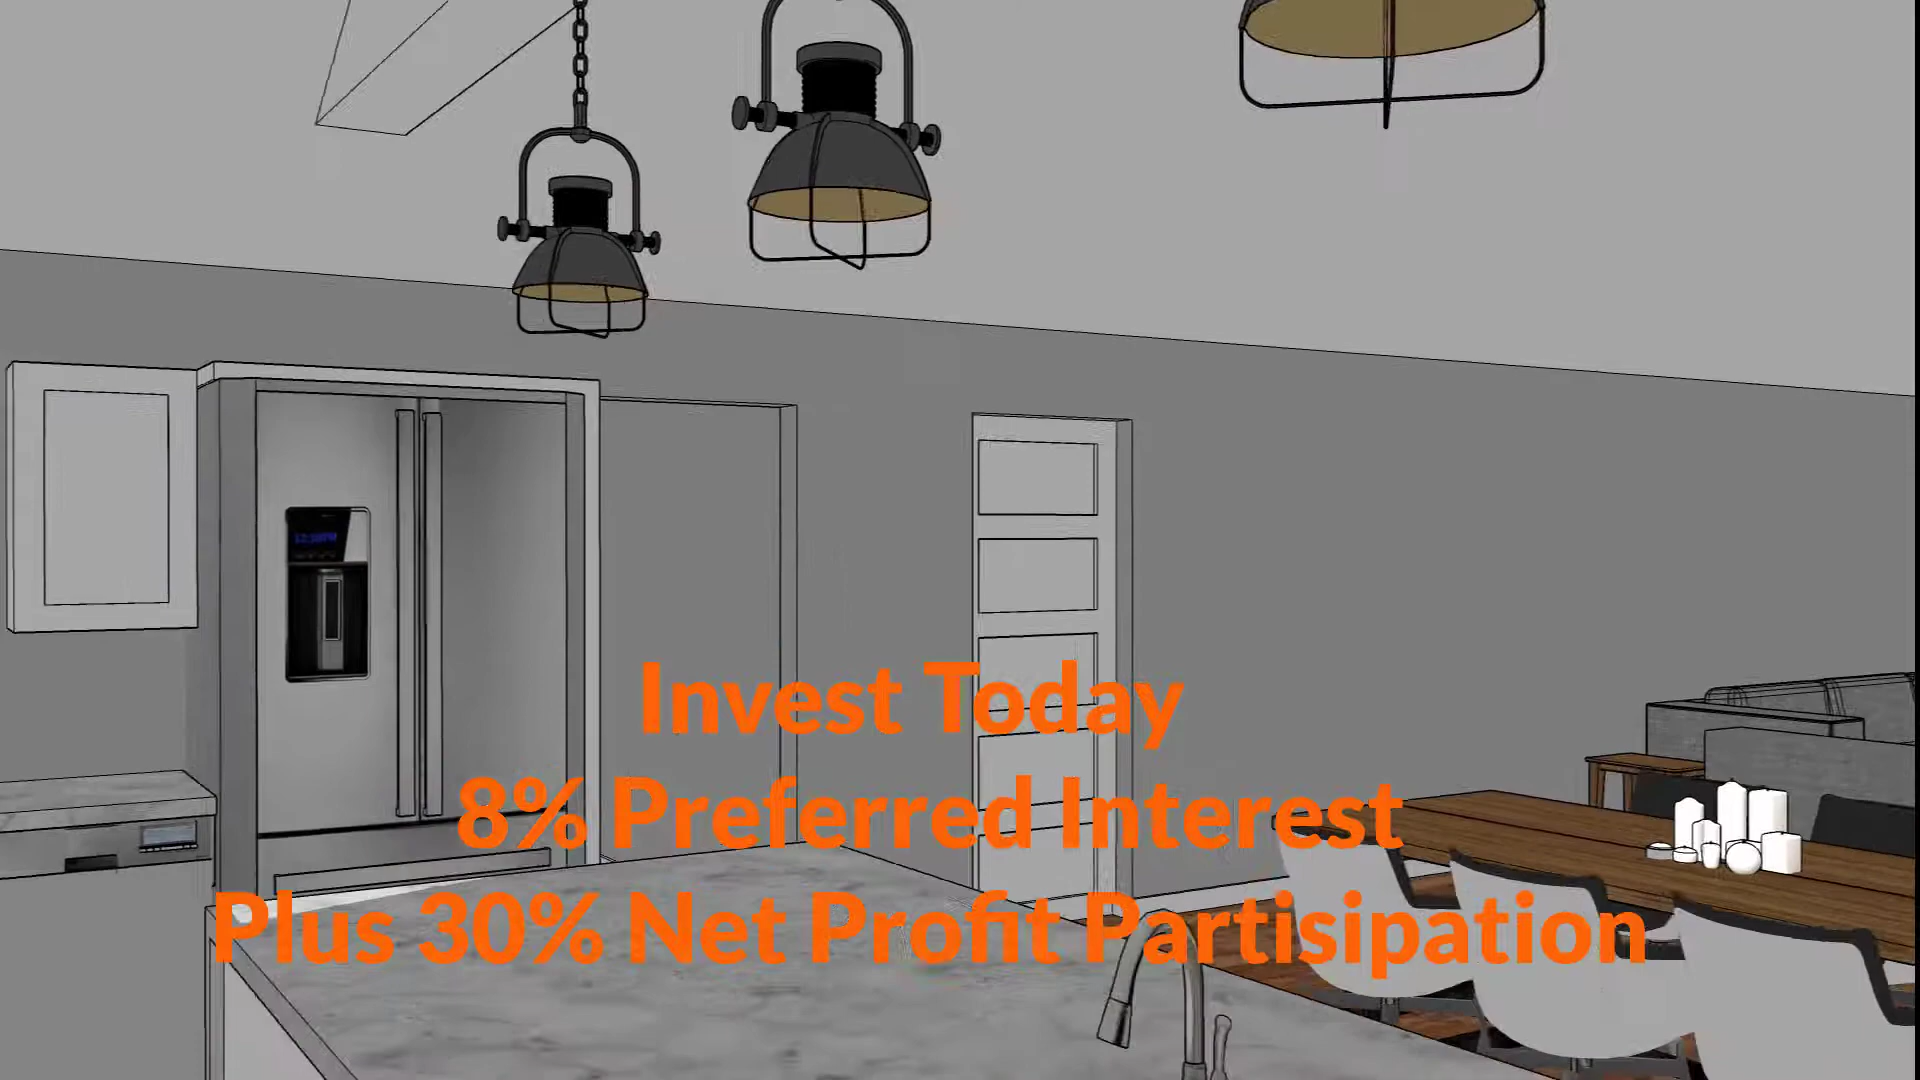 Invest Today
8% Preferred Interest
Plus 30% Net Profit Partisipation